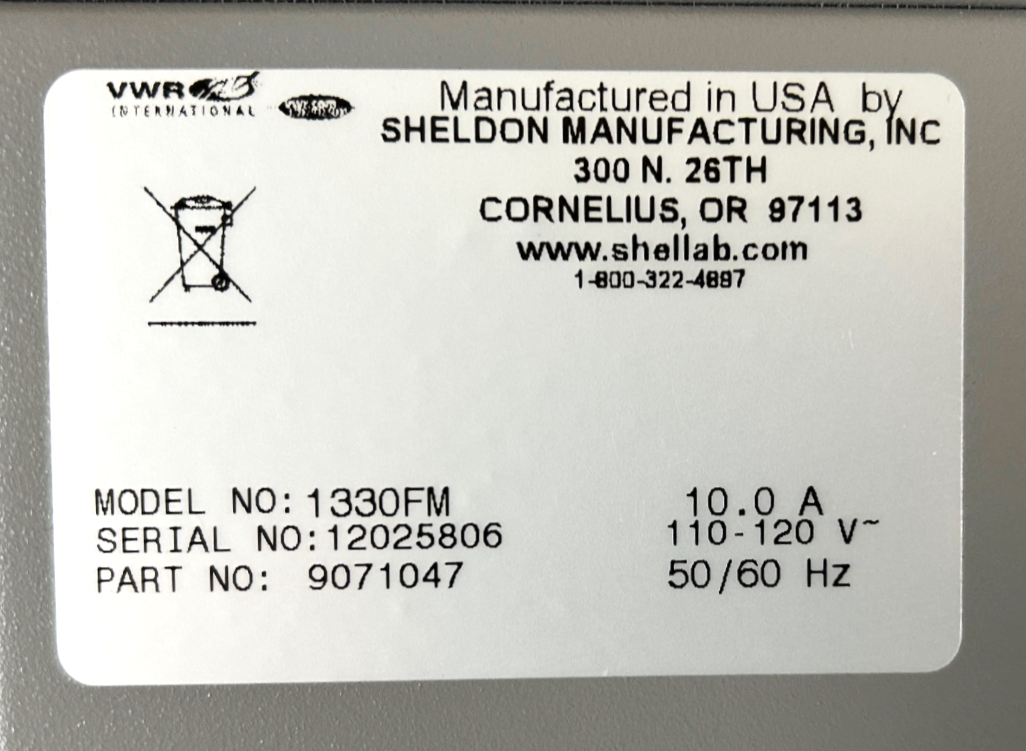 VWR
INTERNATIONAL
Manufactured in USA by
SHELDON MANUFACTURING, INC
300 N. 26TH
CORNELIUS, OR 97113
www.shellab.com
1-800-322-4897
MODEL NO: 1330FM
SERIAL NO: 12025806
PART NO: 9071047
10.0 A
110-120 V~
50/60 Hz